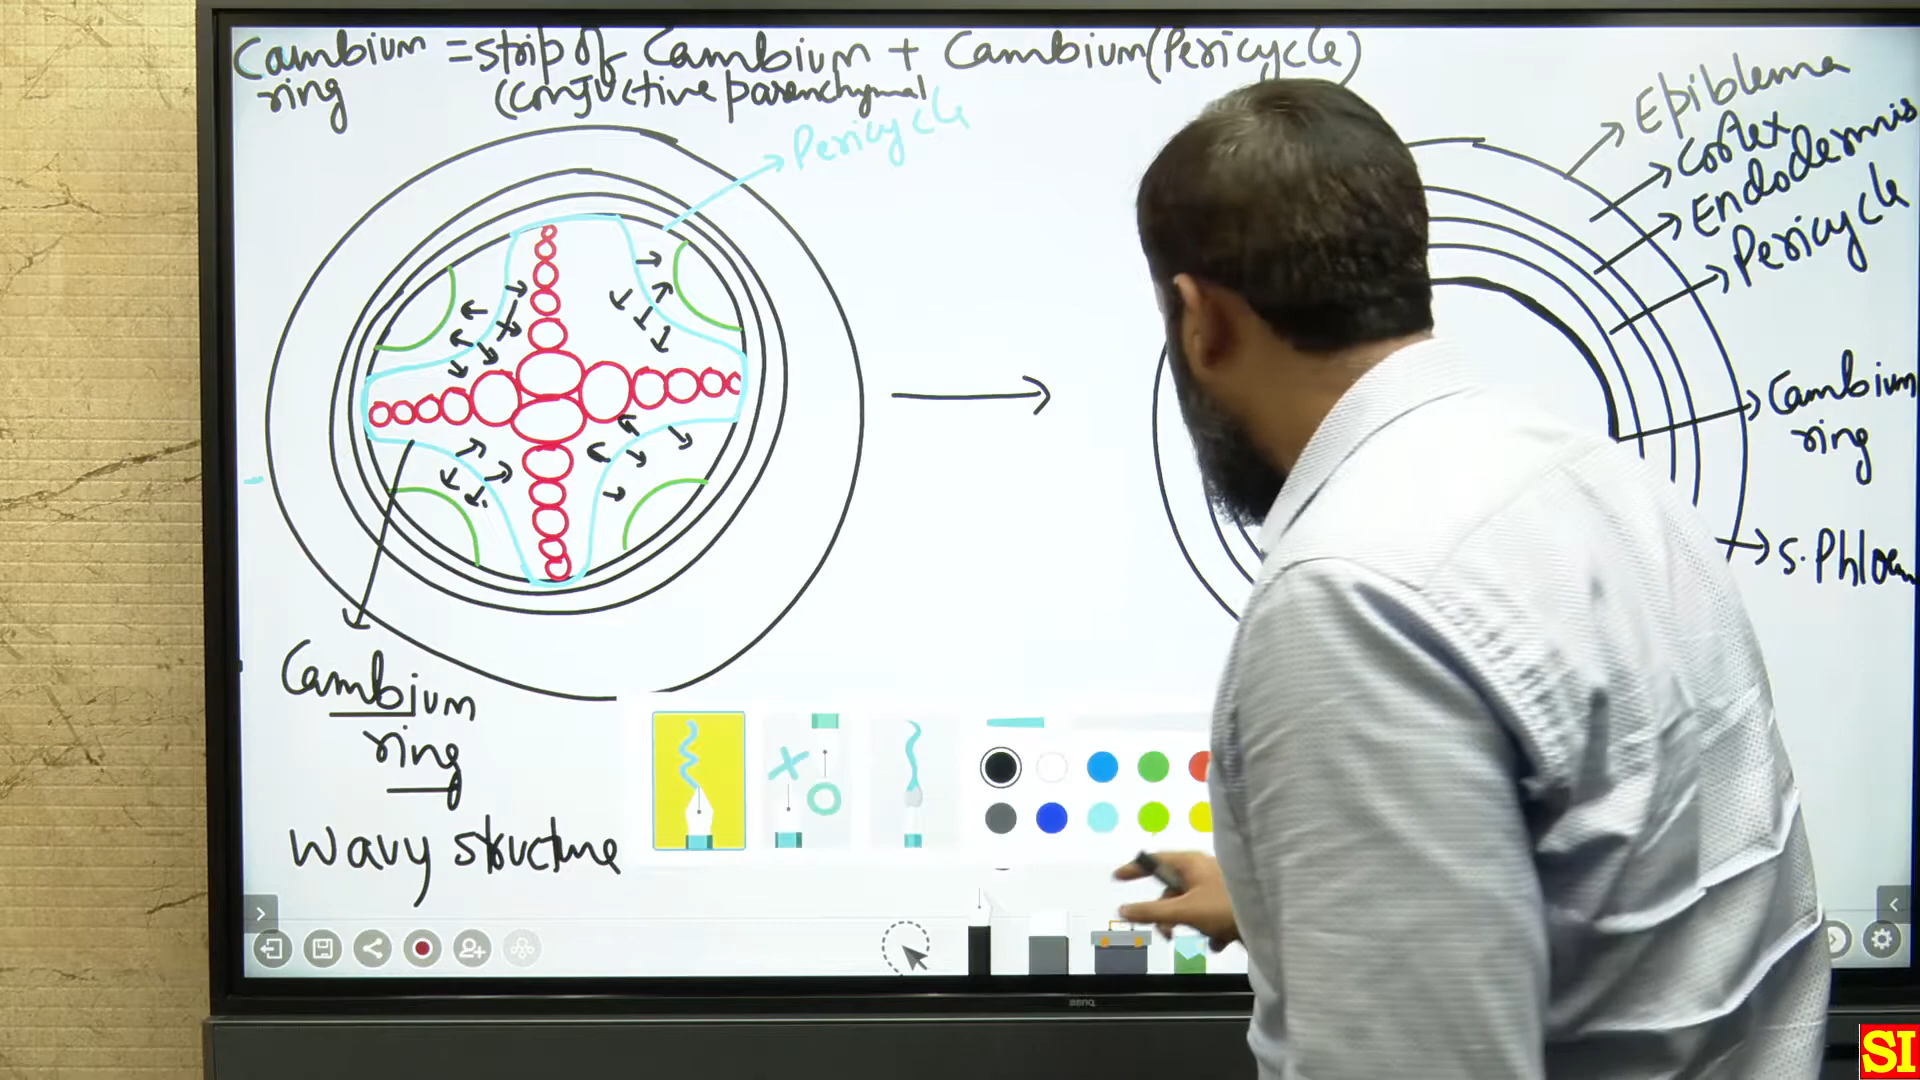 Cambium = strip of Cambium + Cambium (Pericycle)
ring (conjuctive parenchymal
Pericycle
Epiblema
Cortex
Endodermis
Pericycle
Cambium
ring
S. Phloem
Cambium
ring
Wavy structure
BenQ
SI